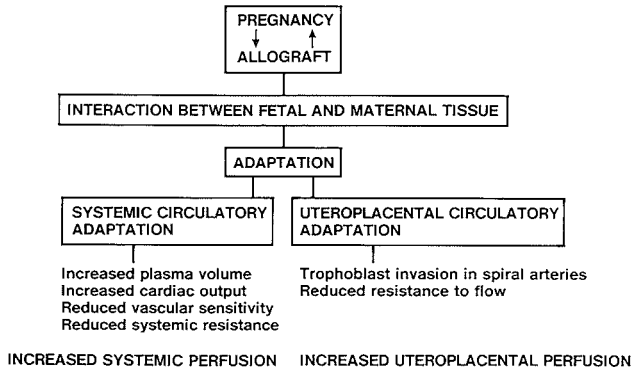 PREGNANCY
ALLOGRAFT
INTERACTION BETWEEN FETAL AND MATERNAL TISSUE
ADAPTATION
SYSTEMIC CIRCULATORY
ADAPTATION
UTEROPLACENTAL CIRCULATORY
ADAPTATION
Increased plasma volume
Increased cardiac output
Reduced vascular sensitivity
Reduced systemic resistance
Trophoblast invasion in spiral arteries
Reduced resistance to flow
INCREASED SYSTEMIC PERFUSION
INCREASED UTEROPLACENTAL PERFUSION